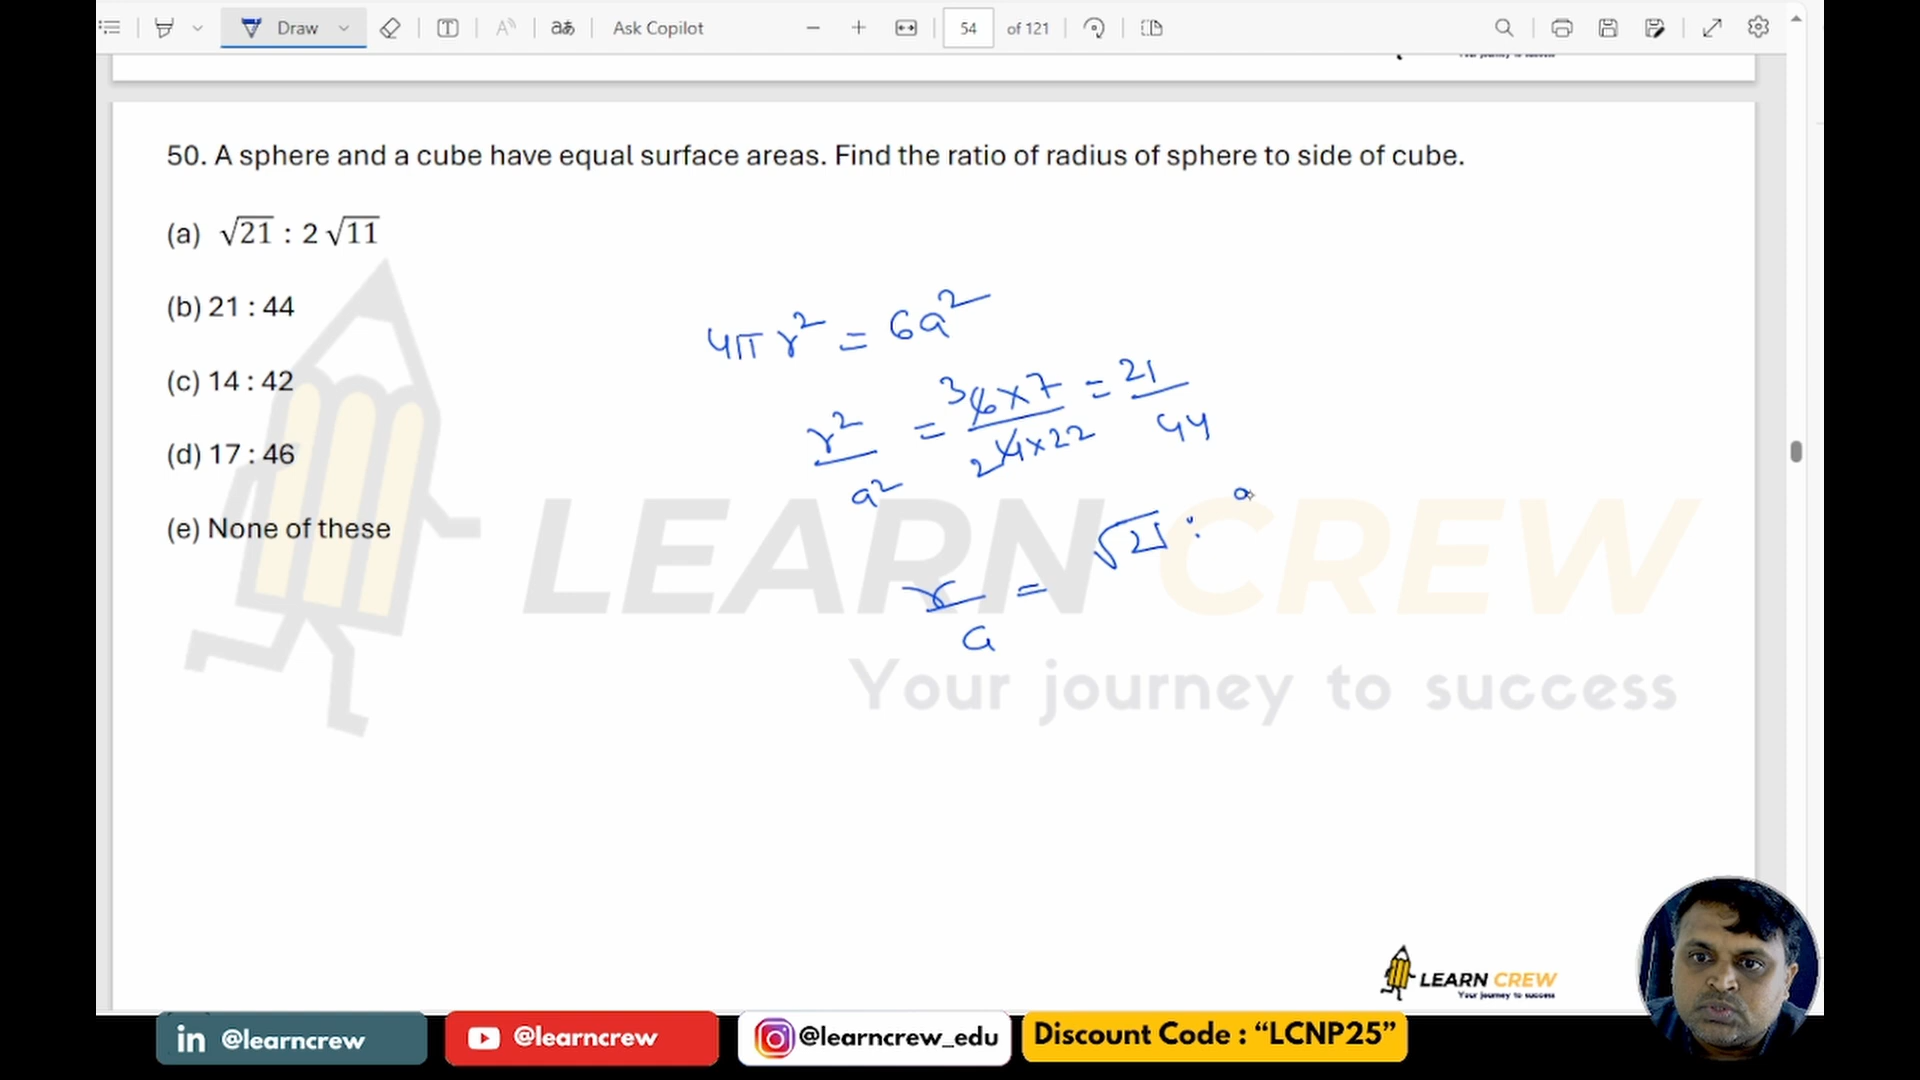 Draw
Ask Copilot
54 of 121
50. A sphere and a cube have equal surface areas. Find the ratio of radius of sphere to side of cube.
(a) √21 : 2 √11
(b) 21 : 44
(c) 14 : 42
(d) 17 : 46
(e) None of these
4π r² = 6a²
r²/a² = 3 6 × 7 / 2 4 × 22 = 21/44
r/a = √21 :
LEARN CREW
Your journey to success
LEARN CREW
Your journey to success
in @learncrew
@learncrew
@learncrew_edu
Discount Code : “LCNP25”